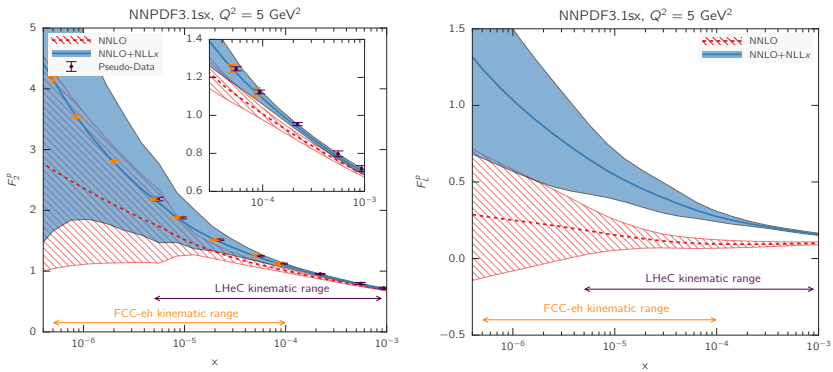 NNPDF3.1sx, Q² = 5 GeV²
5
4
3
2
1
0
F₂ᵖ
NNLO
NNLO+NLLx
Pseudo-Data
1.4
1.2
1.0
0.8
0.6
10⁻⁴
10⁻³
LHeC kinematic range
FCC-eh kinematic range
10⁻⁶
10⁻⁵
10⁻⁴
10⁻³
x
NNPDF3.1sx, Q² = 5 GeV²
1.5
1.0
0.5
0.0
−0.5
F_Lᵖ
NNLO
NNLO+NLLx
LHeC kinematic range
FCC-eh kinematic range
10⁻⁶
10⁻⁵
10⁻⁴
10⁻³
x